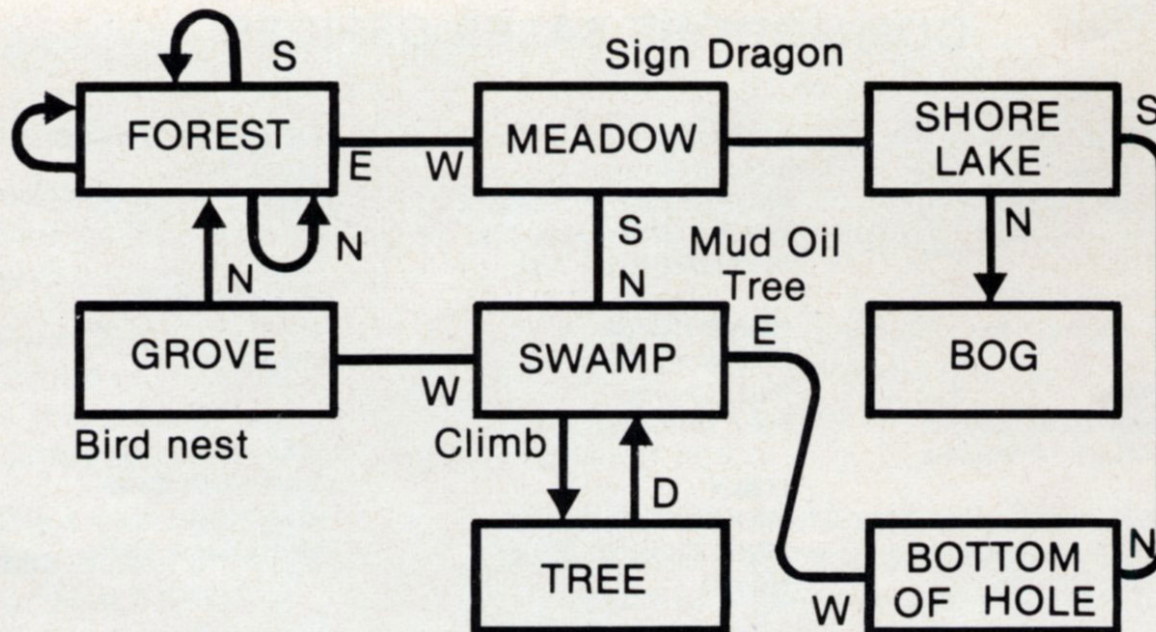 S
Sign Dragon
FOREST
E
W
MEADOW
SHORE
LAKE
S
N
N
S
N
Mud Oil
Tree
N
GROVE
W
SWAMP
E
BOG
Bird nest
Climb
D
TREE
W
BOTTOM
OF HOLE
N